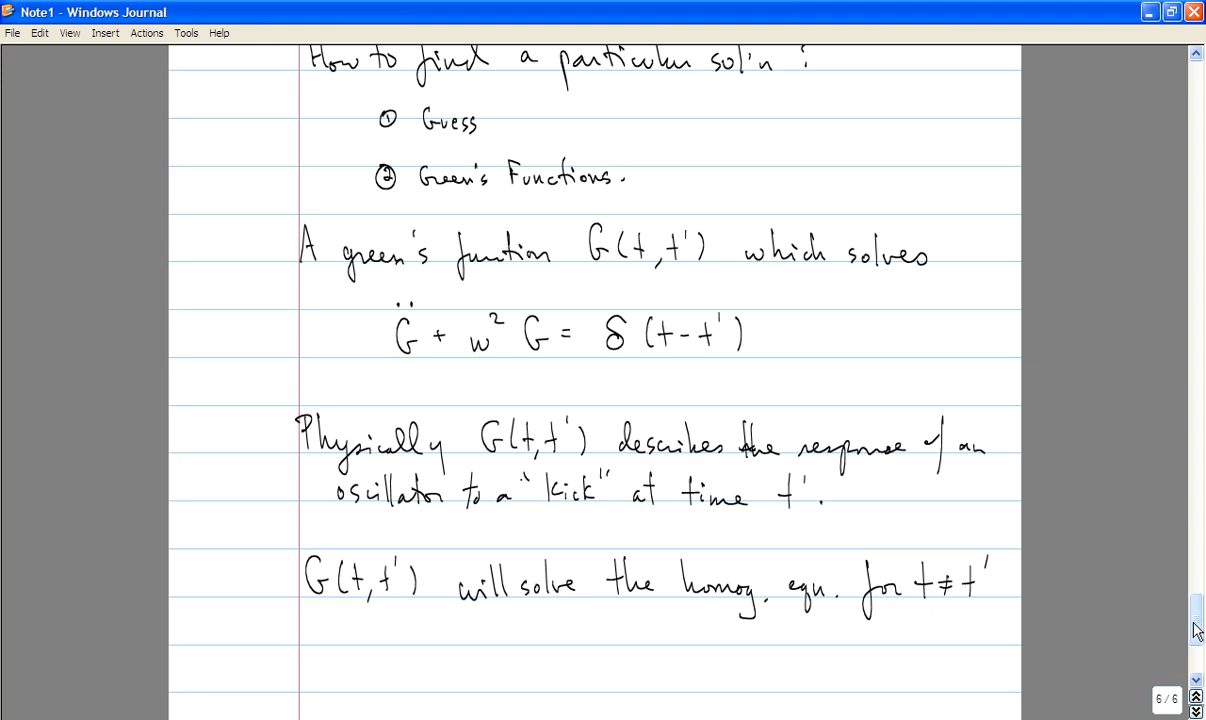 Note1 - Windows Journal
File Edit View Insert Actions Tools Help
How to find a particular sol'n ?
① Guess
② Green's Functions.
A green's function G(t,t') which solves
G̈ + w² G = δ (t-t')
Physically G(t,t') describes the response of an
oscillator to a "kick" at time t'.
G(t,t') will solve the homog. eqn. for t≠t'
6 / 6